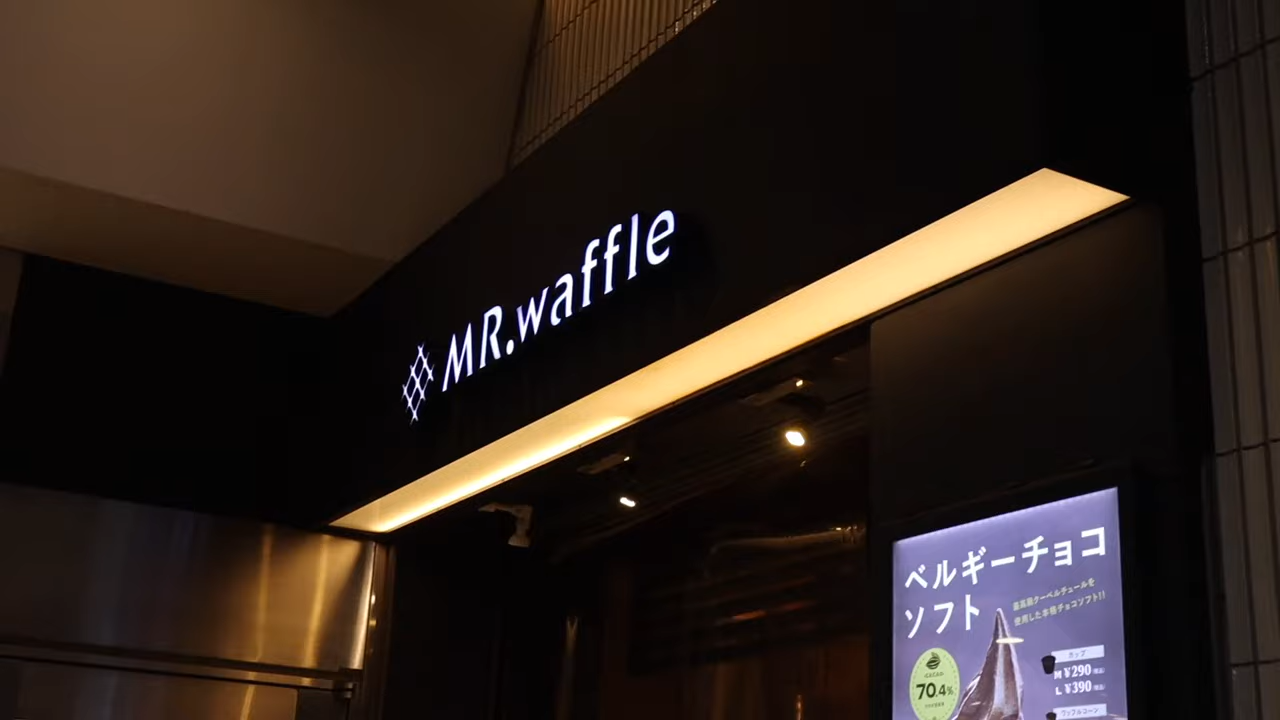 MR.waffle
ベルギーチョコ
ソフト
最高級クーベルチュールを
使用した本格チョコソフト!!
カップ
70.4%
M ¥290
L ¥390
ワッフルコーン